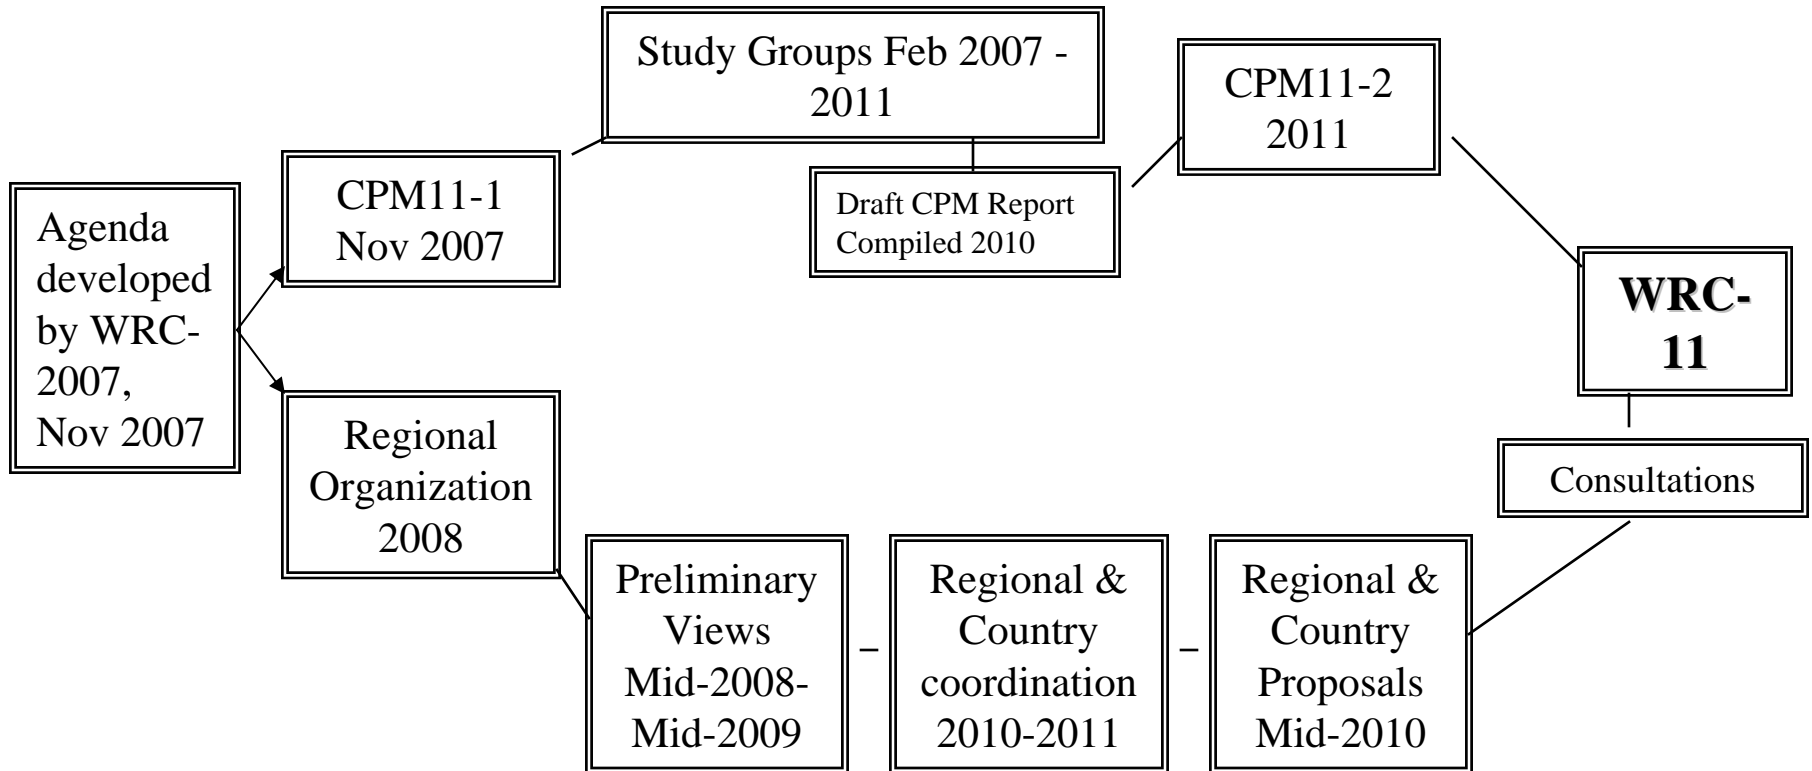 Agenda
developed
by WRC-
2007,
Nov 2007
CPM11-1
Nov 2007
Study Groups Feb 2007 -
2011
Draft CPM Report
Compiled 2010
CPM11-2
2011
WRC-
11
Regional
Organization
2008
Preliminary
Views
Mid-2008-
Mid-2009
Regional &
Country
coordination
2010-2011
Regional &
Country
Proposals
Mid-2010
Consultations